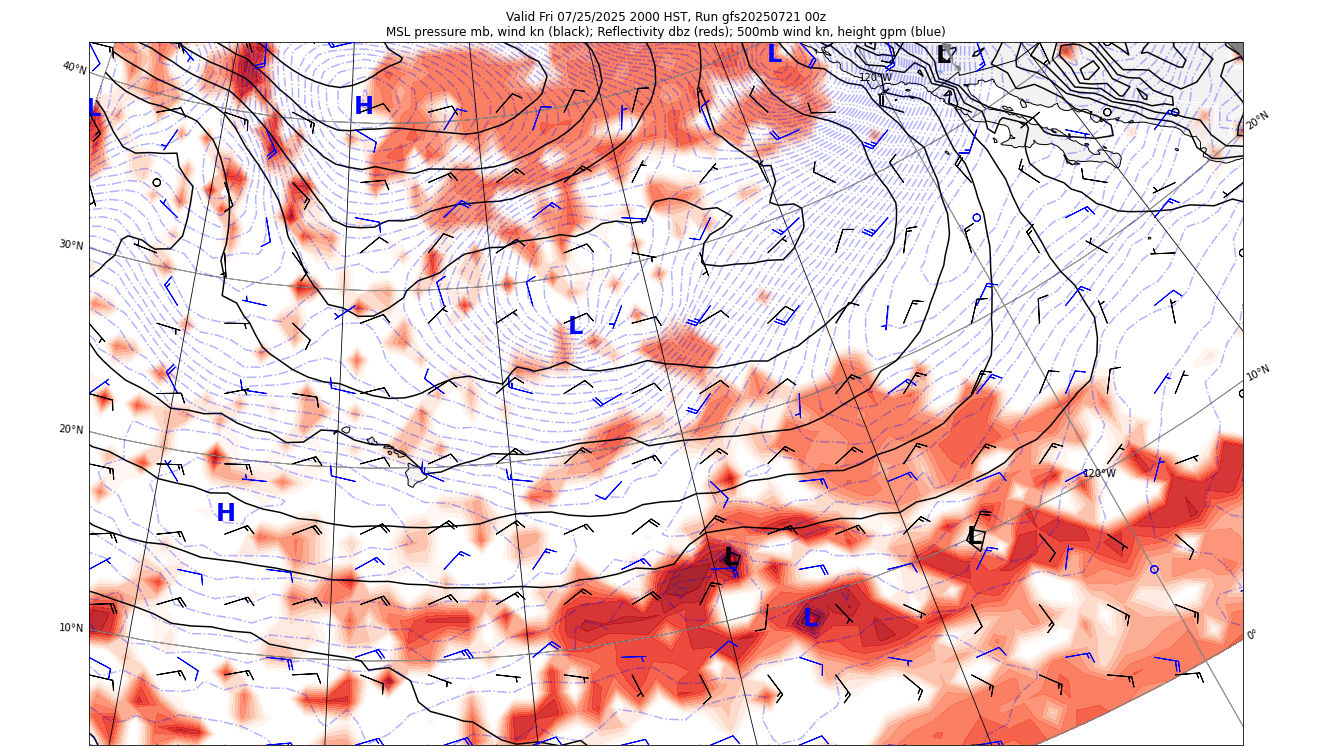 Valid Fri 07/25/2025 2000 HST, Run gfs20250721 00z
MSL pressure mb, wind kn (black); Reflectivity dbz (reds); 500mb wind kn, height gpm (blue)
L
L
40°N
120°W
H
L
20°N
30°N
L
10°N
20°N
120°W
H
L
L
L
10°N
0°